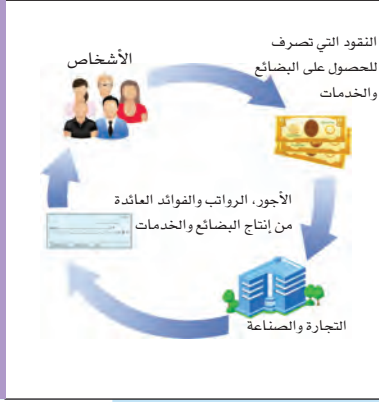 النقود التي تصرف
للحصول على البضائع
والخدمات
الأشخاص
الأجور، الرواتب والفوائد العائدة
من إنتاج البضائع والخدمات
التجارة والصناعة